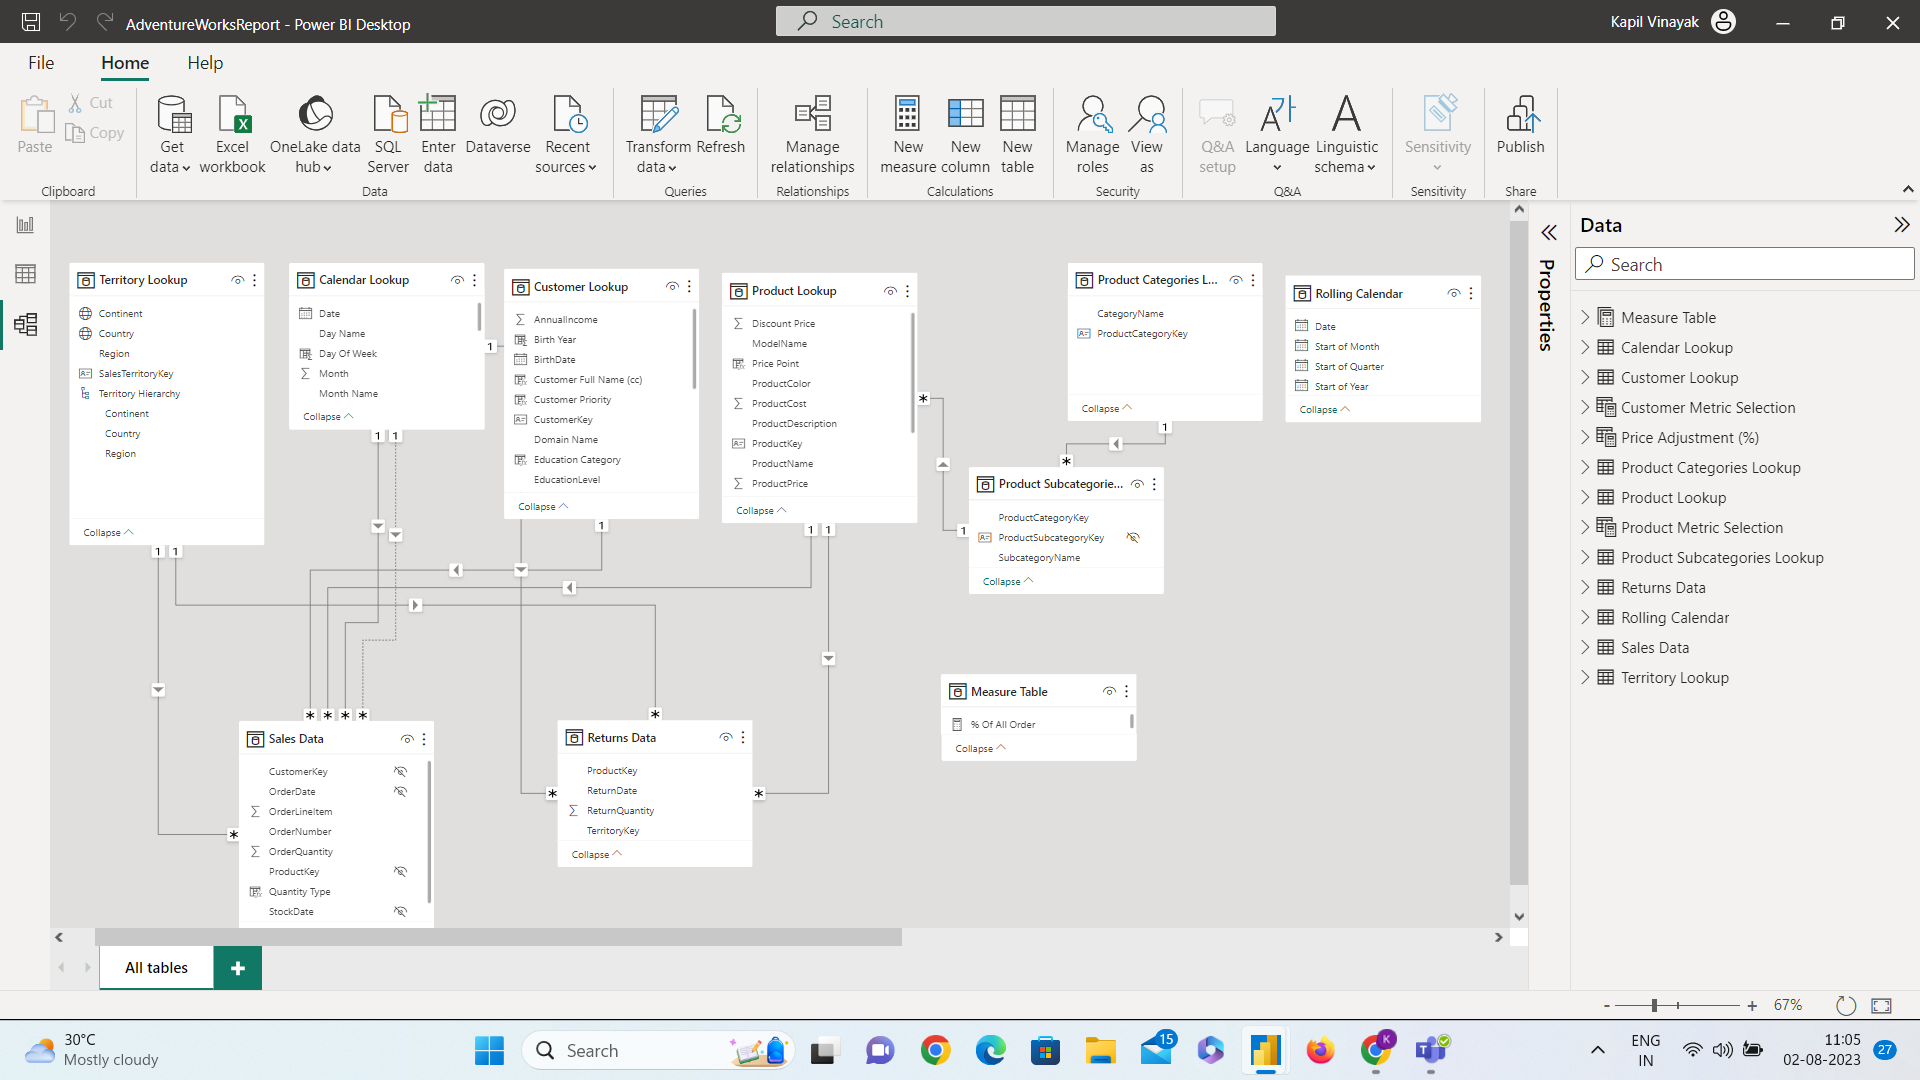 AdventureWorksReport - Power BI Desktop
Search
Kapil Vinayak
File
Home
Help
Paste
Cut
Copy
Clipboard
Get data
Excel workbook
OneLake data hub
SQL Server
Enter data
Dataverse
Recent sources
Data
Transform data
Refresh
Queries
Manage relationships
Relationships
New measure
New column
New table
Calculations
Manage roles
View as
Security
Q&A setup
Language
Linguistic schema
Q&A
Sensitivity
Sensitivity
Publish
Share
Territory Lookup
Continent
Country
Region
SalesTerritoryKey
Territory Hierarchy
Continent
Country
Region
Collapse
1 1
Calendar Lookup
Date
Day Name
Day Of Week
Month
Month Name
Collapse
1
1 1
Customer Lookup
AnnualIncome
Birth Year
BirthDate
Customer Full Name (cc)
Customer Priority
CustomerKey
Domain Name
Education Category
EducationLevel
Collapse
1
Product Lookup
Discount Price
ModelName
Price Point
ProductColor
ProductCost
ProductDescription
ProductKey
ProductName
ProductPrice
Collapse
*
1 1
Product Categories L...
CategoryName
ProductCategoryKey
Collapse
1
*
Rolling Calendar
Date
Start of Month
Start of Quarter
Start of Year
Collapse
Product Subcategorie...
ProductCategoryKey
ProductSubcategoryKey
SubcategoryName
Collapse
1
* * * *
Sales Data
CustomerKey
OrderDate
OrderLineItem
OrderNumber
OrderQuantity
ProductKey
Quantity Type
StockDate
*
*
Returns Data
ProductKey
ReturnDate
ReturnQuantity
TerritoryKey
Collapse
* *
Measure Table
% Of All Order
Collapse
Properties
Data
Search
Measure Table
Calendar Lookup
Customer Lookup
Customer Metric Selection
Price Adjustment (%)
Product Categories Lookup
Product Lookup
Product Metric Selection
Product Subcategories Lookup
Returns Data
Rolling Calendar
Sales Data
Territory Lookup
All tables
+
- + 67%
30°C
Mostly cloudy
Search
15
K
T
ENG
IN
11:05
02-08-2023
27